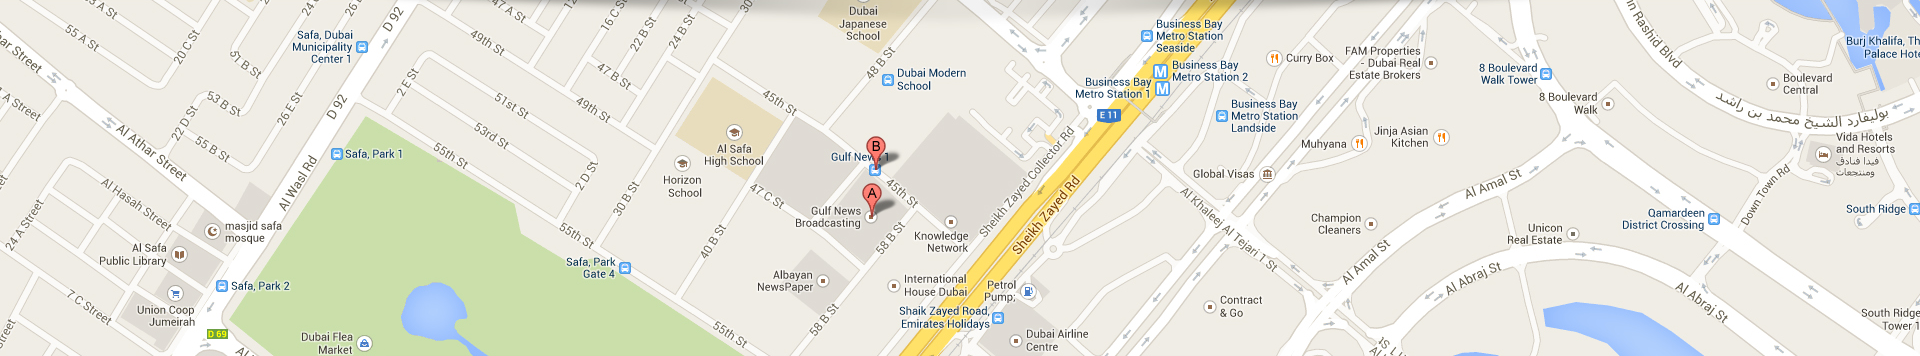 55 A St
20 C St
51 B St
Safa, Dubai
Municipality
Center 1
D 92
47 A St
49th St
16 C St
22 B St
24 B St
47 B St
49th St
Dubai
Japanese
School
48 B St
Dubai Modern
School
Business Bay
Metro Station
Seaside
Business Bay
Metro Station 2
Business Bay
Metro Station 1
E 11
Business Bay
Metro Station
Landside
Curry Box
FAM Properties
- Dubai Real
Estate Brokers
8 Boulevard
Walk Tower
8 Boulevard
Walk
in Rashid Blvd
Boulevard
Central
Burj Khalifa, Th
Palace Hote
بوليفارد الشيخ محمد بن راشد
Vida Hotels
and Resorts
فيدا فنادق
ومنتجعات
ar Street
1 A Street
Al Athar Street
22 D St
53 B St
26 E St
55 B St
D 92
2 E St
51st St
53rd St
55th St
2 D St
Safa, Park 1
45th St
Al Safa
High School
Horizon
School
47 C St
30 B St
40 B St
Gulf News 1
B
A
45th St
Gulf News
Broadcasting
58 B St
Knowledge
Network
Sheikh Zayed Collector Rd
Sheikh Zayed Rd
Muhyana
Jinja Asian
Kitchen
Global Visas
Al Khaleej Al Tejari 1 St
Al Amal St
Champion
Cleaners
Unicon
Real Estate
Qamardeen
District Crossing
Down Town Rd
South Ridge
24 A Street
Al Hasah Street
Al Wasl Rd
masjid safa
mosque
Al Safa
Public Library
Safa, Park 2
7 C Street
Union Coop
Jumeirah
D 69
Dubai Flea
Market
55th St
Safa, Park
Gate 4
55th St
Albayan
NewsPaper
58 B St
International
House Dubai
Petrol
Pump;
Shaik Zayed Road,
Emirates Holidays
Dubai Airline
Centre
Contract
& Go
Al Amal St
Al Abraj St
Al Abraj St
South Ridge
Tower 1